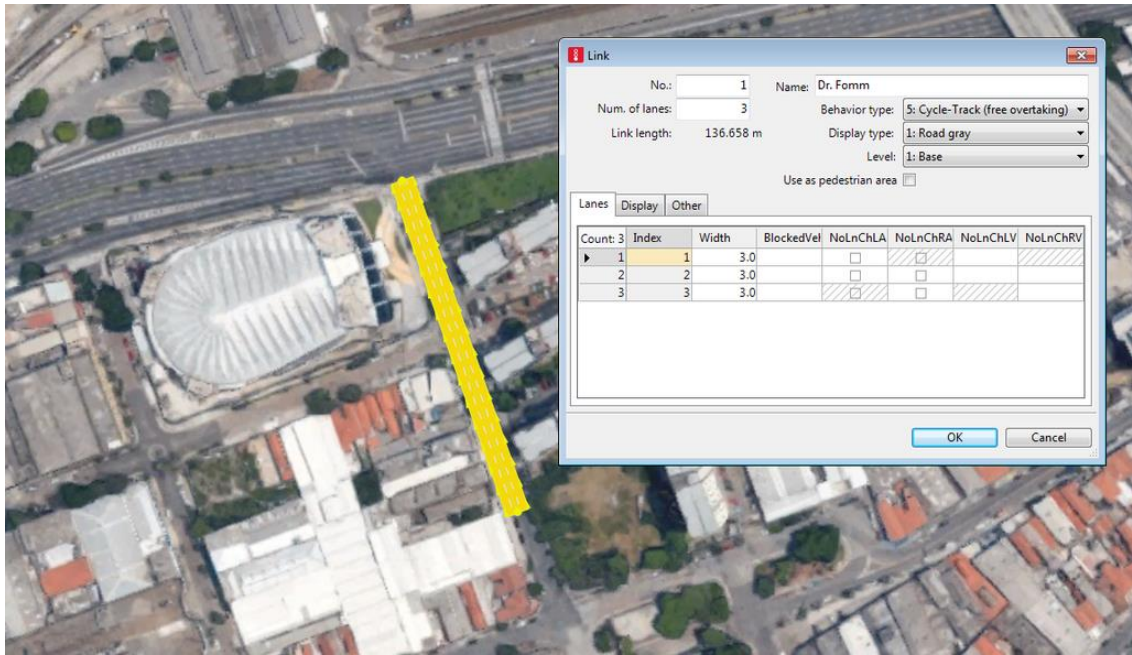 Link
No.: 1 Name: Dr. Fomm
Num. of lanes: 3 Behavior type: 5: Cycle-Track (free overtaking)
Link length: 136.658 m Display type: 1: Road gray
Level: 1: Base
Use as pedestrian area
Lanes Display Other
Count: 3 Index Width BlockedVeh NoLnChLA NoLnChRA NoLnChLV NoLnChRV
1 1 3.0
2 2 3.0
3 3 3.0
OK Cancel